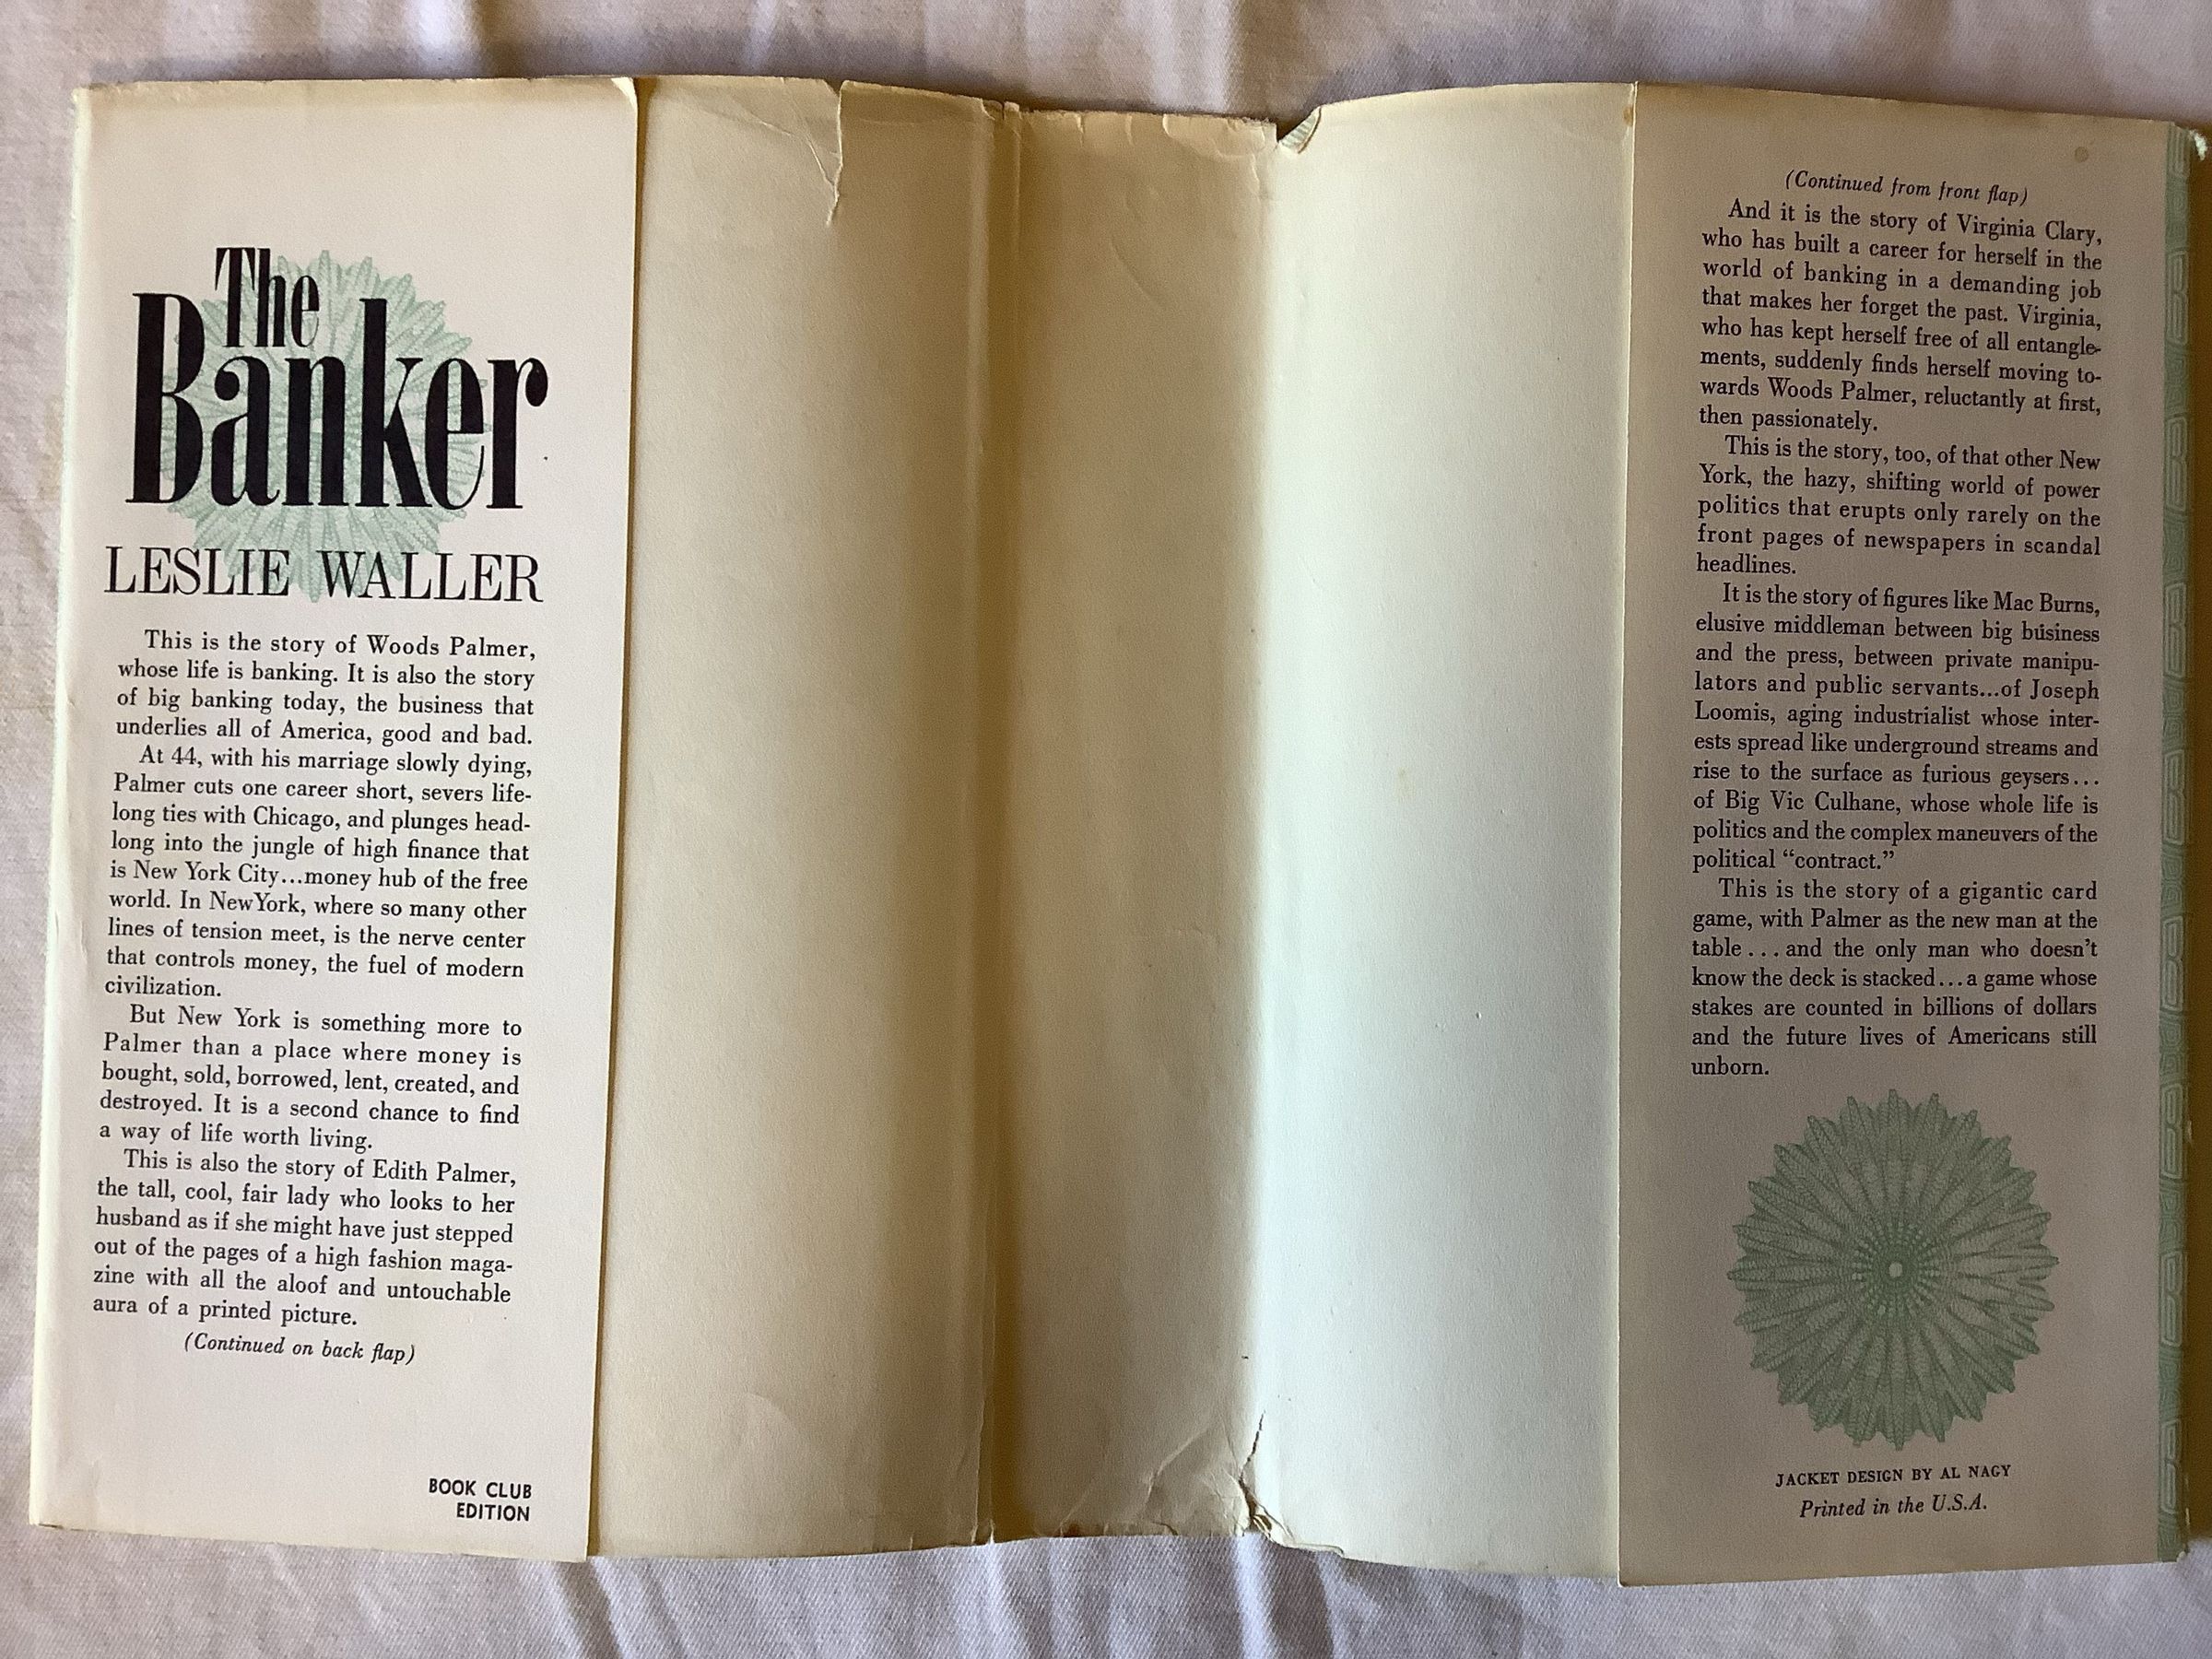 The
Banker
LESLIE WALLER
This is the story of Woods Palmer,
whose life is banking. It is also the story
of big banking today, the business that
underlies all of America, good and bad.
At 44, with his marriage slowly dying,
Palmer cuts one career short, severs life-
long ties with Chicago, and plunges head-
long into the jungle of high finance that
is New York City...money hub of the free
world. In NewYork, where so many other
lines of tension meet, is the nerve center
that controls money, the fuel of modern
civilization.
But New York is something more to
Palmer than a place where money is
bought, sold, borrowed, lent, created, and
destroyed. It is a second chance to find
a way of life worth living.
This is also the story of Edith Palmer,
the tall, cool, fair lady who looks to her
husband as if she might have just stepped
out of the pages of a high fashion maga-
zine with all the aloof and untouchable
aura of a printed picture.
(Continued on back flap)
BOOK CLUB
EDITION
(Continued from front flap)
And it is the story of Virginia Clary,
who has built a career for herself in the
world of banking in a demanding job
that makes her forget the past. Virginia,
who has kept herself free of all entangle-
ments, suddenly finds herself moving to-
wards Woods Palmer, reluctantly at first,
then passionately.
This is the story, too, of that other New
York, the hazy, shifting world of power
politics that erupts only rarely on the
front pages of newspapers in scandal
headlines.
It is the story of figures like Mac Burns,
elusive middleman between big business
and the press, between private manipu-
lators and public servants...of Joseph
Loomis, aging industrialist whose inter-
ests spread like underground streams and
rise to the surface as furious geysers...
of Big Vic Culhane, whose whole life is
politics and the complex maneuvers of the
political “contract.”
This is the story of a gigantic card
game, with Palmer as the new man at the
table...and the only man who doesn’t
know the deck is stacked...a game whose
stakes are counted in billions of dollars
and the future lives of Americans still
unborn.
JACKET DESIGN BY AL NAGY
Printed in the U.S.A.